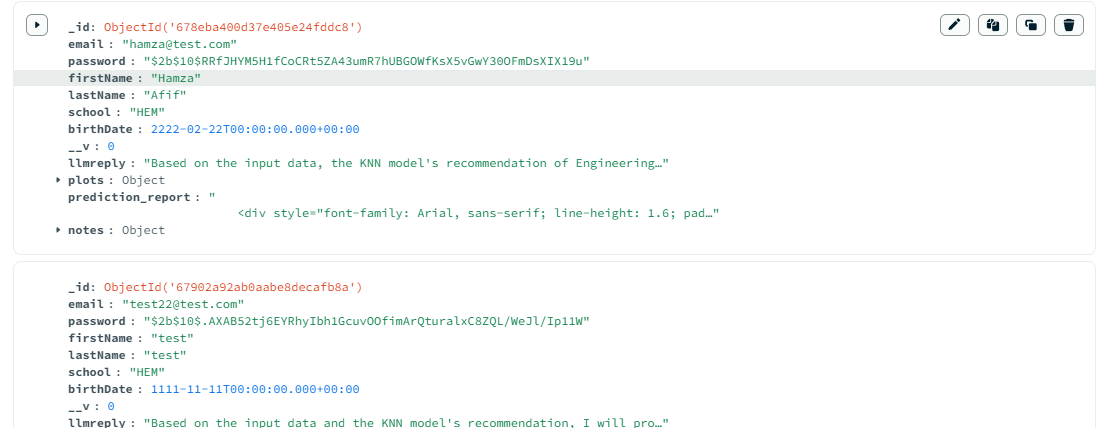 _id: ObjectId('678eba400d37e405e24fddc8')
email : "hamza@test.com"
password : "$2b$10$RRfJHYM5H1fCoCRt5ZA43umR7hUBGOWfKsX5vGwY30OFmDsXIX19u"
firstName : "Hamza"
lastName : "Afif"
school : "HEM"
birthDate : 2222-02-22T00:00:00.000+00:00
__v : 0
llmreply : "Based on the input data, the KNN model's recommendation of Engineering…"
plots : Object
prediction_report : "
<div style="font-family: Arial, sans-serif; line-height: 1.6; pad…"
notes : Object
_id: ObjectId('67902a92ab0aabe8decafb8a')
email : "test22@test.com"
password : "$2b$10$.AXAB52tj6EYRhyIbh1GcuvOOfimArQturalxC8ZQL/WeJl/Ip11W"
firstName : "test"
lastName : "test"
school : "HEM"
birthDate : 1111-11-11T00:00:00.000+00:00
__v : 0
llmreply : "Based on the input data and the KNN model's recommendation, I will pro…"